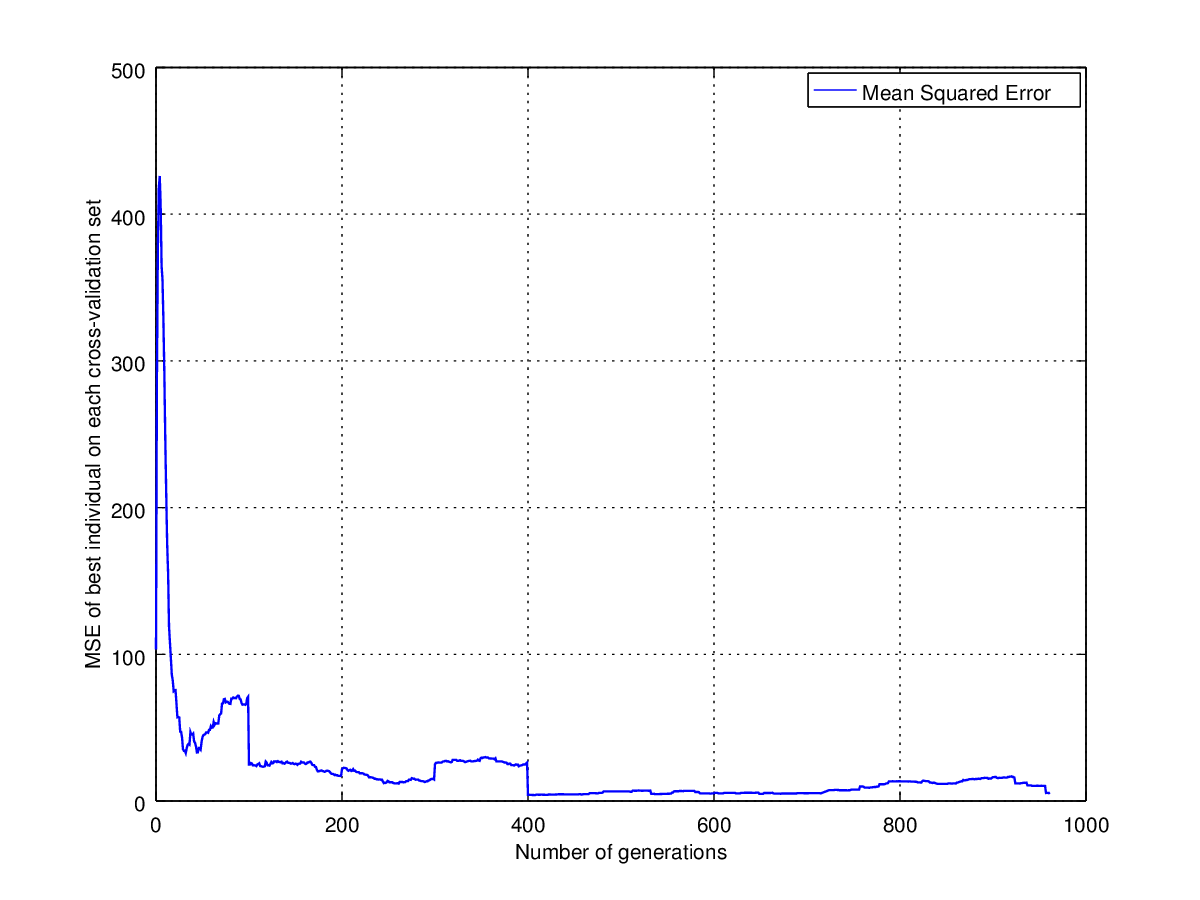 500
400
300
200
100
0
MSE of best individual on each cross-validation set
Mean Squared Error
0 200 400 600 800 1000
Number of generations